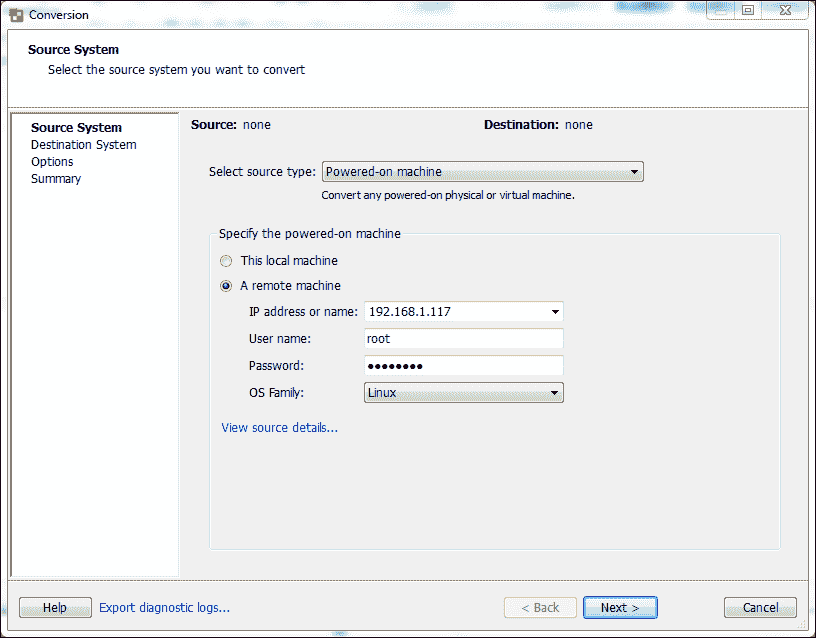 Conversion
Source System
Select the source system you want to convert
Source System
Destination System
Options
Summary
Source: none
Destination: none
Select source type: Powered-on machine
Convert any powered-on physical or virtual machine.
Specify the powered-on machine
This local machine
A remote machine
IP address or name: 192.168.1.117
User name: root
Password: ●●●●●●●●
OS Family: Linux
View source details...
Help
Export diagnostic logs...
< Back
Next >
Cancel